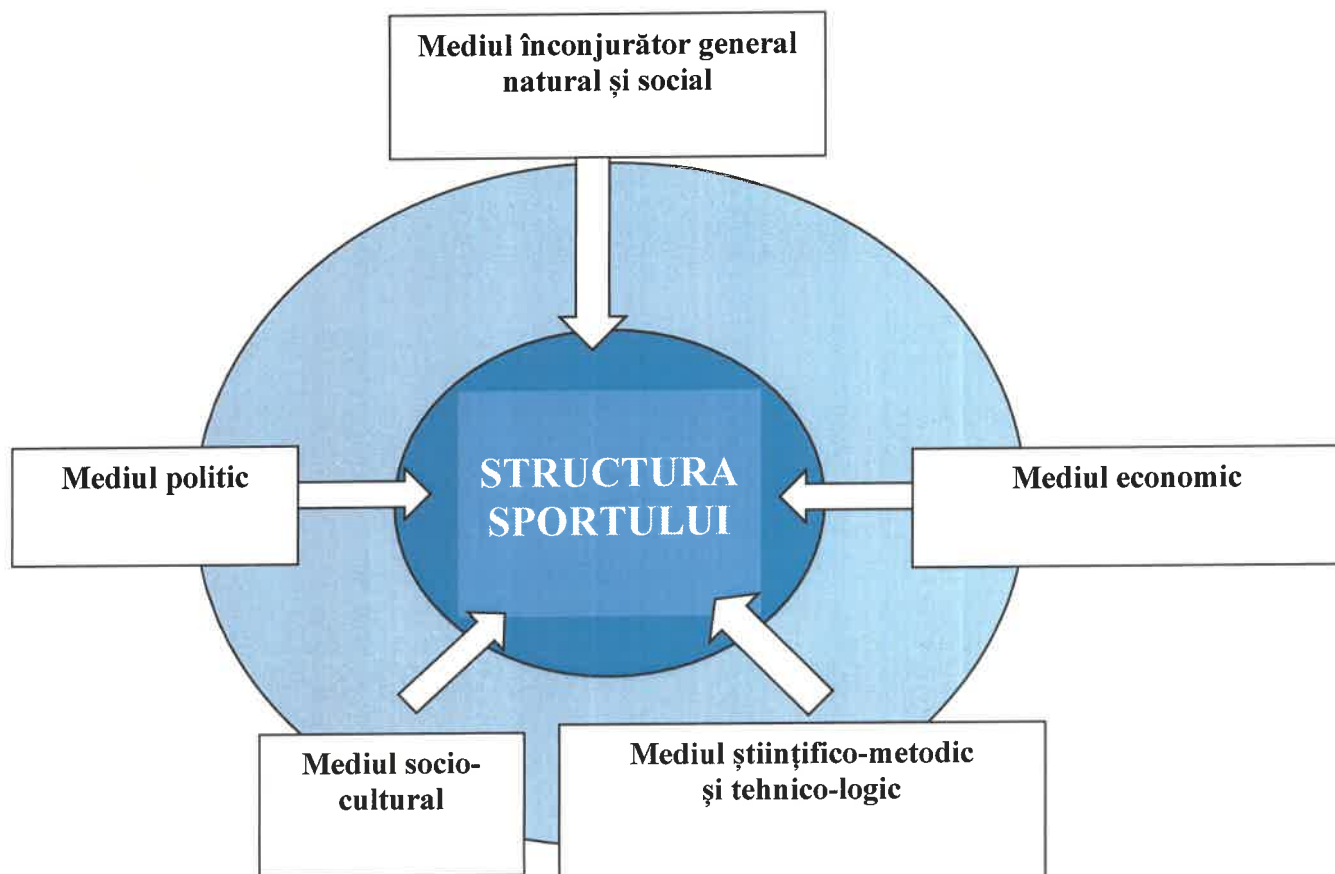 Mediul înconjurător general
natural și social
Mediul politic
STRUCTURA
SPORTULUI
Mediul economic
Mediul socio-
cultural
Mediul științifico-metodic
și tehnico-logic